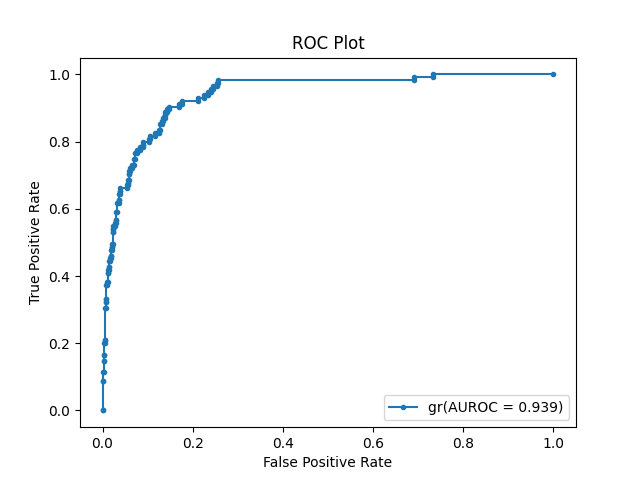 ROC Plot
True Positive Rate
1.0
0.8
0.6
0.4
0.2
0.0
gr(AUROC = 0.939)
0.0 0.2 0.4 0.6 0.8 1.0
False Positive Rate